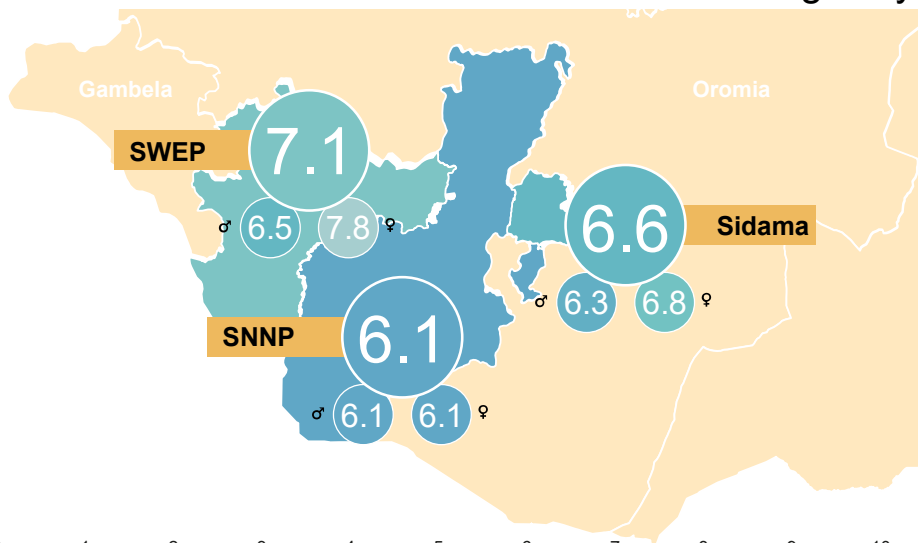 Gambela
Oromia
SWEP
7.1
♂ 6.5 7.8 ♀
6.6
Sidama
♂ 6.3 6.8 ♀
SNNP
6.1
♂ 6.1 6.1 ♀